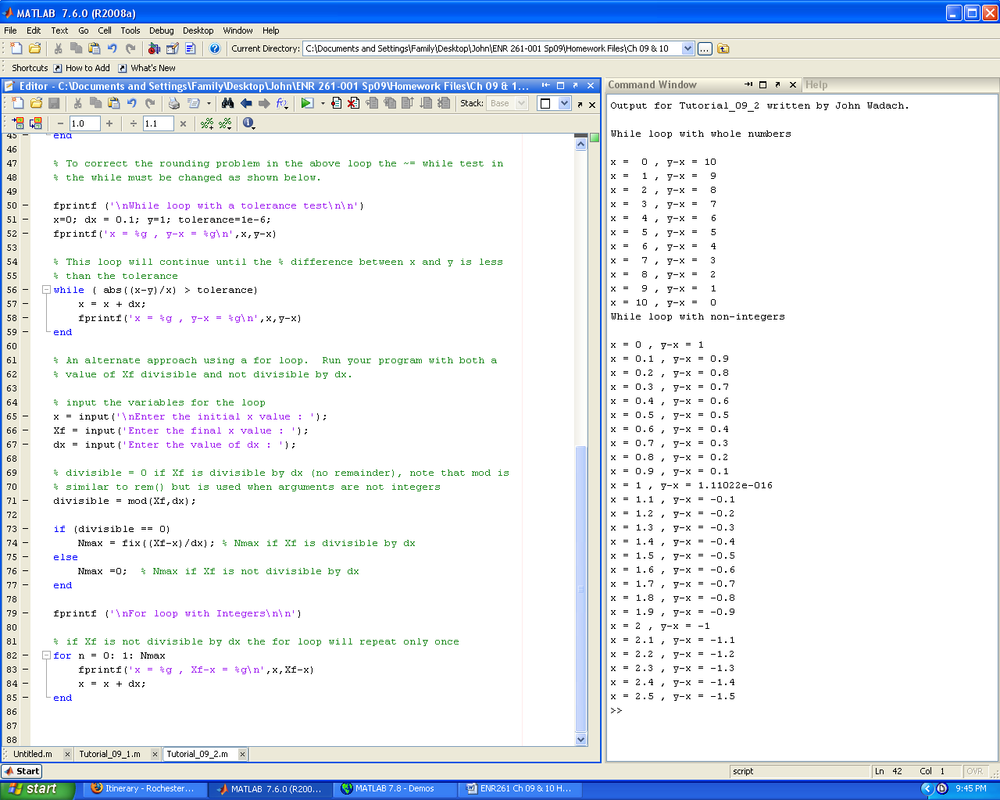 MATLAB 7.6.0 (R2008a)
File Edit Text Go Cell Tools Debug Desktop Window Help
Current Directory: C:\Documents and Settings\Family\Desktop\John\ENR 261-001 Sp09\Homework Files\Ch 09 & 10
Shortcuts How to Add What's New
Editor - C:\Documents and Settings\Family\Desktop\John\ENR 261-001 Sp09\Homework Files\Ch 09 & 1...
Stack: Base
1.0 1.1
45 end
46
47 % To correct the rounding problem in the above loop the ~= while test in
48 % the while must be changed as shown below.
49
50 fprintf ('\nWhile loop with a tolerance test\n\n')
51 x=0; dx = 0.1; y=1; tolerance=1e-6;
52 fprintf('x = %g , y-x = %g\n',x,y-x)
53
54 % This loop will continue until the % difference between x and y is less
55 % than the tolerance
56 while ( abs((x-y)/x) > tolerance)
57 x = x + dx;
58 fprintf('x = %g , y-x = %g\n',x,y-x)
59 end
60
61 % An alternate approach using a for loop.  Run your program with both a
62 % value of Xf divisible and not divisible by dx.
63
64 % input the variables for the loop
65 x = input('\nEnter the initial x value : ');
66 Xf = input('Enter the final x value : ');
67 dx = input('Enter the value of dx : ');
68
69 % divisible = 0 if Xf is divisible by dx (no remainder), note that mod is
70 % similar to rem() but is used when arguments are not integers
71 divisible = mod(Xf,dx);
72
73 if (divisible == 0)
74 Nmax = fix((Xf-x)/dx); % Nmax if Xf is divisible by dx
75 else
76 Nmax =0;  % Nmax if Xf is not divisible by dx
77 end
78
79 fprintf ('\nFor loop with Integers\n\n')
80
81 % if Xf is not divisible by dx the for loop will repeat only once
82 for n = 0: 1: Nmax
83 fprintf('x = %g , Xf-x = %g\n',x,Xf-x)
84 x = x + dx;
85 end
86
87
88
Untitled.m Tutorial_09_1.m Tutorial_09_2.m
Command Window Help
Output for Tutorial_09_2 written by John Wadach.
While loop with whole numbers
x =  0 , y-x = 10
x =  1 , y-x =  9
x =  2 , y-x =  8
x =  3 , y-x =  7
x =  4 , y-x =  6
x =  5 , y-x =  5
x =  6 , y-x =  4
x =  7 , y-x =  3
x =  8 , y-x =  2
x =  9 , y-x =  1
x = 10 , y-x =  0
While loop with non-integers
x = 0 , y-x = 1
x = 0.1 , y-x = 0.9
x = 0.2 , y-x = 0.8
x = 0.3 , y-x = 0.7
x = 0.4 , y-x = 0.6
x = 0.5 , y-x = 0.5
x = 0.6 , y-x = 0.4
x = 0.7 , y-x = 0.3
x = 0.8 , y-x = 0.2
x = 0.9 , y-x = 0.1
x = 1 , y-x = 1.11022e-016
x = 1.1 , y-x = -0.1
x = 1.2 , y-x = -0.2
x = 1.3 , y-x = -0.3
x = 1.4 , y-x = -0.4
x = 1.5 , y-x = -0.5
x = 1.6 , y-x = -0.6
x = 1.7 , y-x = -0.7
x = 1.8 , y-x = -0.8
x = 1.9 , y-x = -0.9
x = 2 , y-x = -1
x = 2.1 , y-x = -1.1
x = 2.2 , y-x = -1.2
x = 2.3 , y-x = -1.3
x = 2.4 , y-x = -1.4
x = 2.5 , y-x = -1.5
>>
Start script Ln 42 Col 1 OVR
start Itinerary - Rochester... MATLAB 7.6.0 (R200... MATLAB 7.8 - Demos ENR261 Ch 09 & 10 H... 9:45 PM